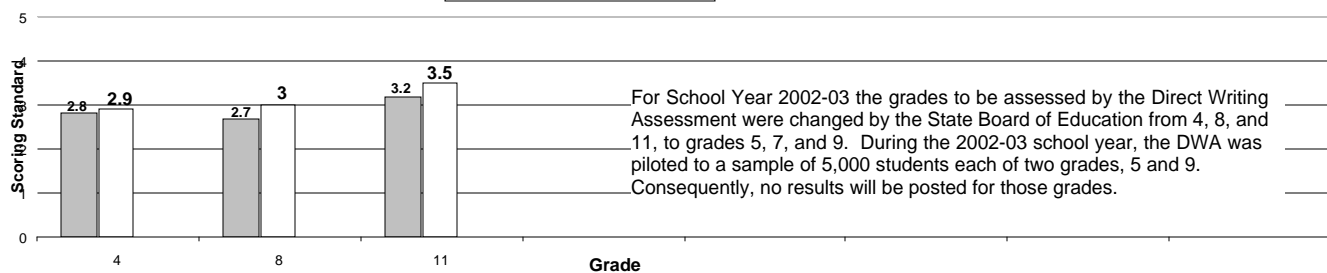 5
4
3
2
1
0
Scoring Standard
2.8
2.9
2.7
3
3.2
3.5
For School Year 2002-03 the grades to be assessed by the Direct Writing
Assessment were changed by the State Board of Education from 4, 8, and
11, to grades 5, 7, and 9. During the 2002-03 school year, the DWA was
piloted to a sample of 5,000 students each of two grades, 5 and 9.
Consequently, no results will be posted for those grades.
4
8
11
Grade